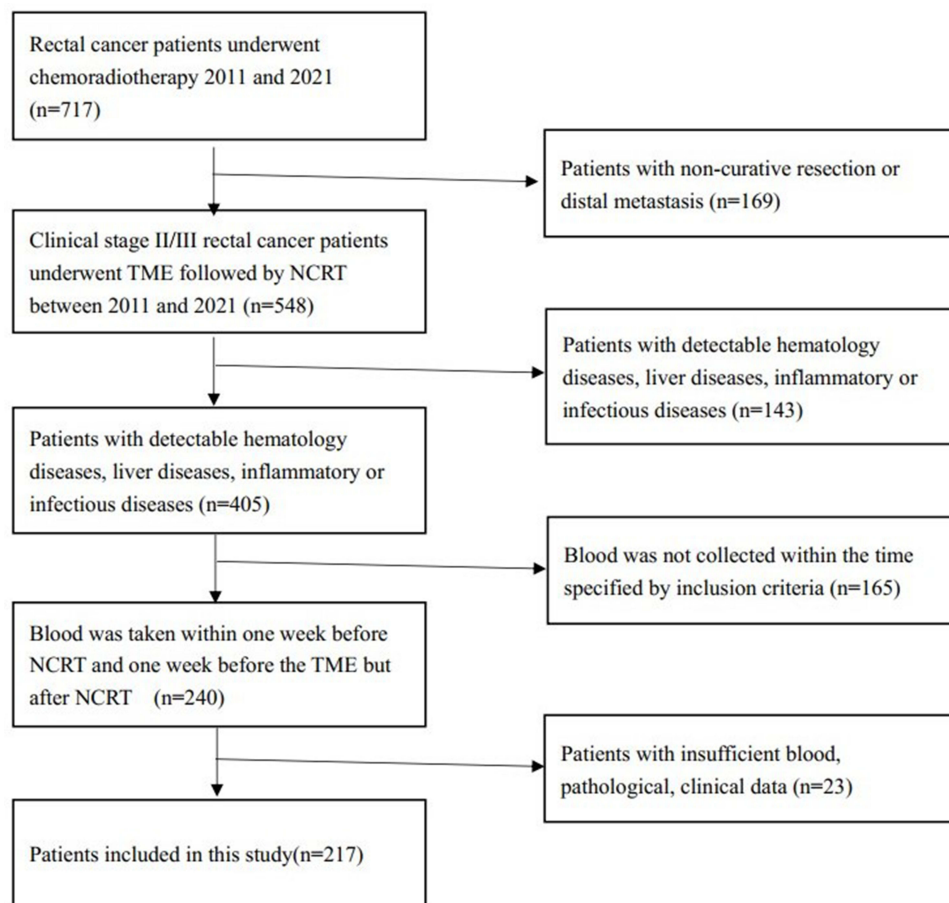 Rectal cancer patients underwent
chemoradiotherapy 2011 and 2021
(n=717)
Patients with non-curative resection or
distal metastasis (n=169)
Clinical stage II/III rectal cancer patients
underwent TME followed by NCRT
between 2011 and 2021 (n=548)
Patients with detectable hematology
diseases, liver diseases, inflammatory or
infectious diseases (n=143)
Patients with detectable hematology
diseases, liver diseases, inflammatory or
infectious diseases (n=405)
Blood was not collected within the time
specified by inclusion criteria (n=165)
Blood was taken within one week before
NCRT and one week before the TME but
after NCRT (n=240)
Patients with insufficient blood,
pathological, clinical data (n=23)
Patients included in this study(n=217)